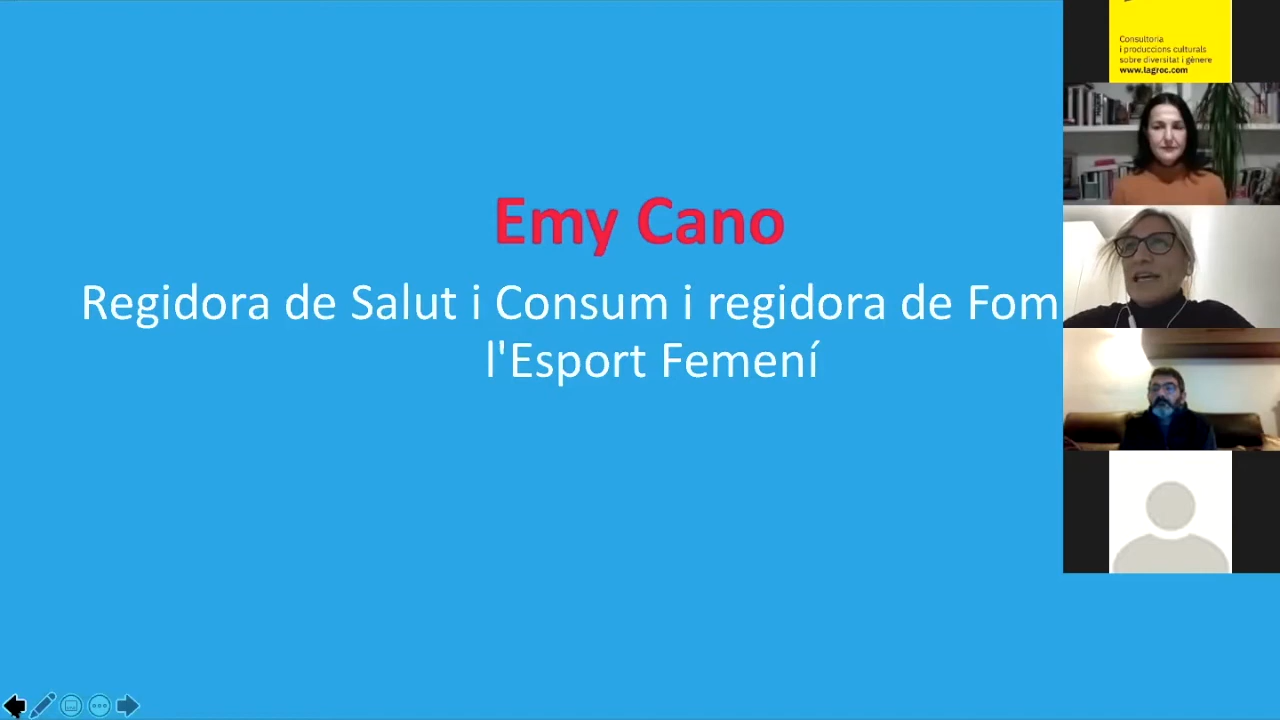 Emy Cano
Regidora de Salut i Consum i regidora de Fom
l'Esport Femení
Consultoria
i produccions culturals
sobre diversitat i gènere
www.lagroc.com